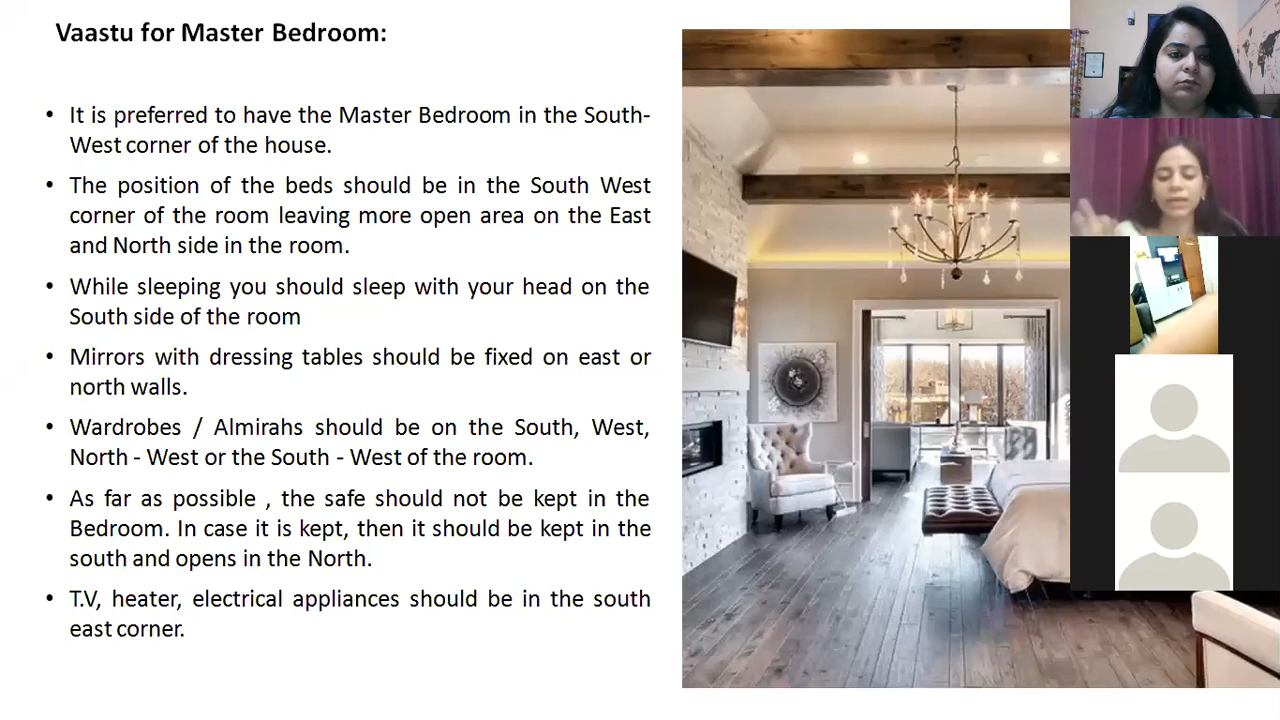 Vaastu for Master Bedroom:
• It is preferred to have the Master Bedroom in the South-
West corner of the house.
• The position of the beds should be in the South West
corner of the room leaving more open area on the East
and North side in the room.
• While sleeping you should sleep with your head on the
South side of the room
• Mirrors with dressing tables should be fixed on east or
north walls.
• Wardrobes / Almirahs should be on the South, West,
North - West or the South - West of the room.
• As far as possible , the safe should not be kept in the
Bedroom. In case it is kept, then it should be kept in the
south and opens in the North.
• T.V, heater, electrical appliances should be in the south
east corner.